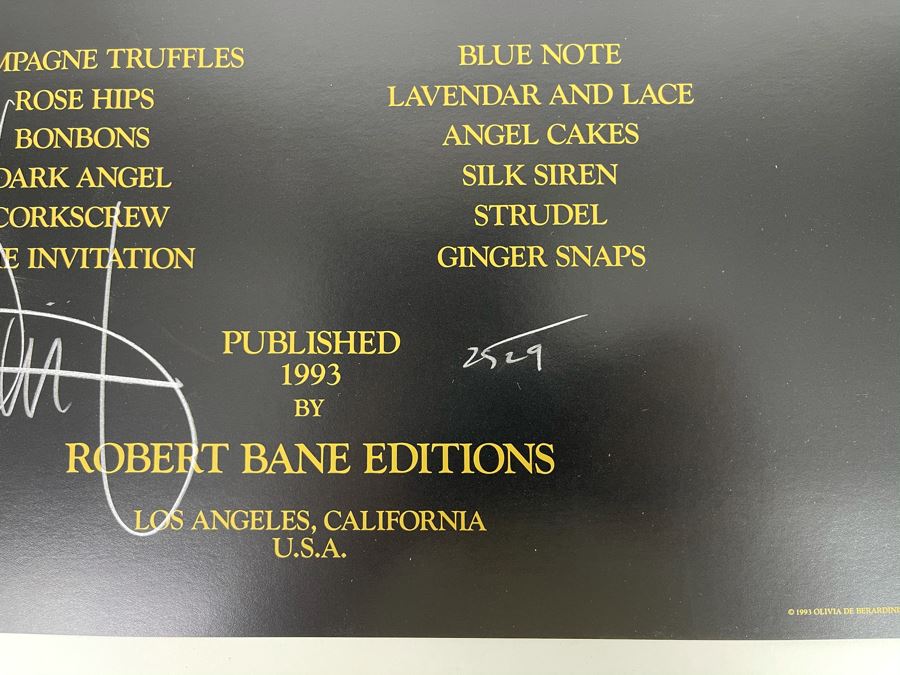 MPAGNE TRUFFLES
ROSE HIPS
BONBONS
DARK ANGEL
CORKSCREW
E INVITATION
BLUE NOTE
LAVENDAR AND LACE
ANGEL CAKES
SILK SIREN
STRUDEL
GINGER SNAPS
PUBLISHED
1993
BY
2529
ROBERT BANE EDITIONS
LOS ANGELES, CALIFORNIA
U.S.A.
© 1993 OLIVIA DE BERARDINI